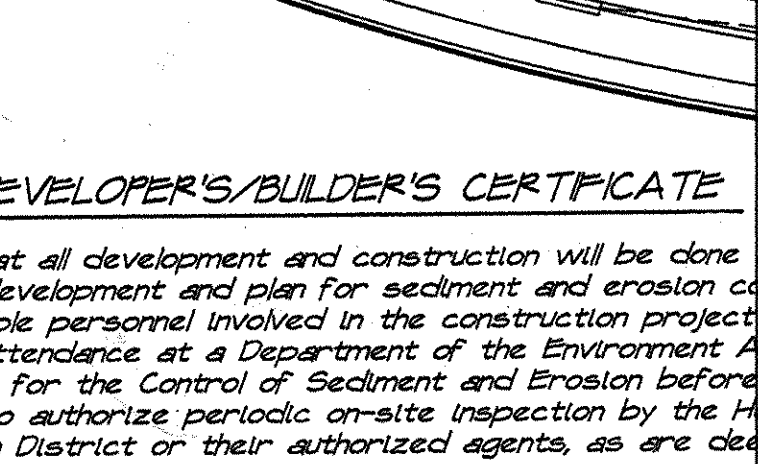 EVELOPER'S/BUILDER'S CERTIFICATE
at all development and construction will be done
evelopment and plan for sediment and erosion co
ble personnel involved in the construction project
ttendance at a Department of the Environment A
for the Control of Sediment and Erosion before
o authorize periodic on-site inspection by the H
District or their authorized agents, as are dee